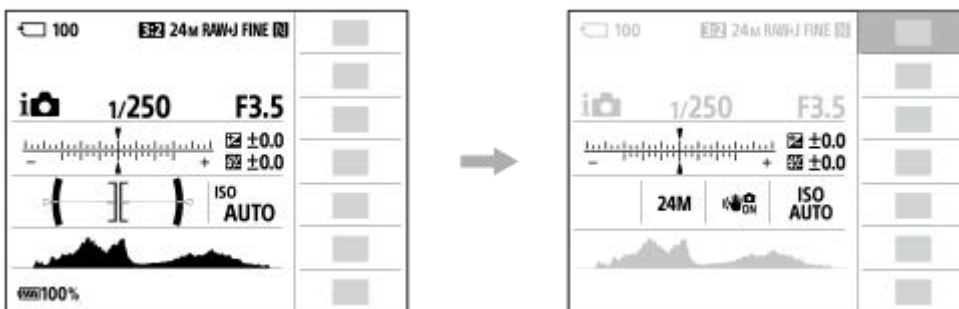 100 3:2 24M RAW+J FINE N
i 1/250 F3.5
- + ±0.0
±0.0
ISO
AUTO
100%
100 3:2 24M RAW+J FINE N
i 1/250 F3.5
- + ±0.0
±0.0
24M ON ISO
AUTO